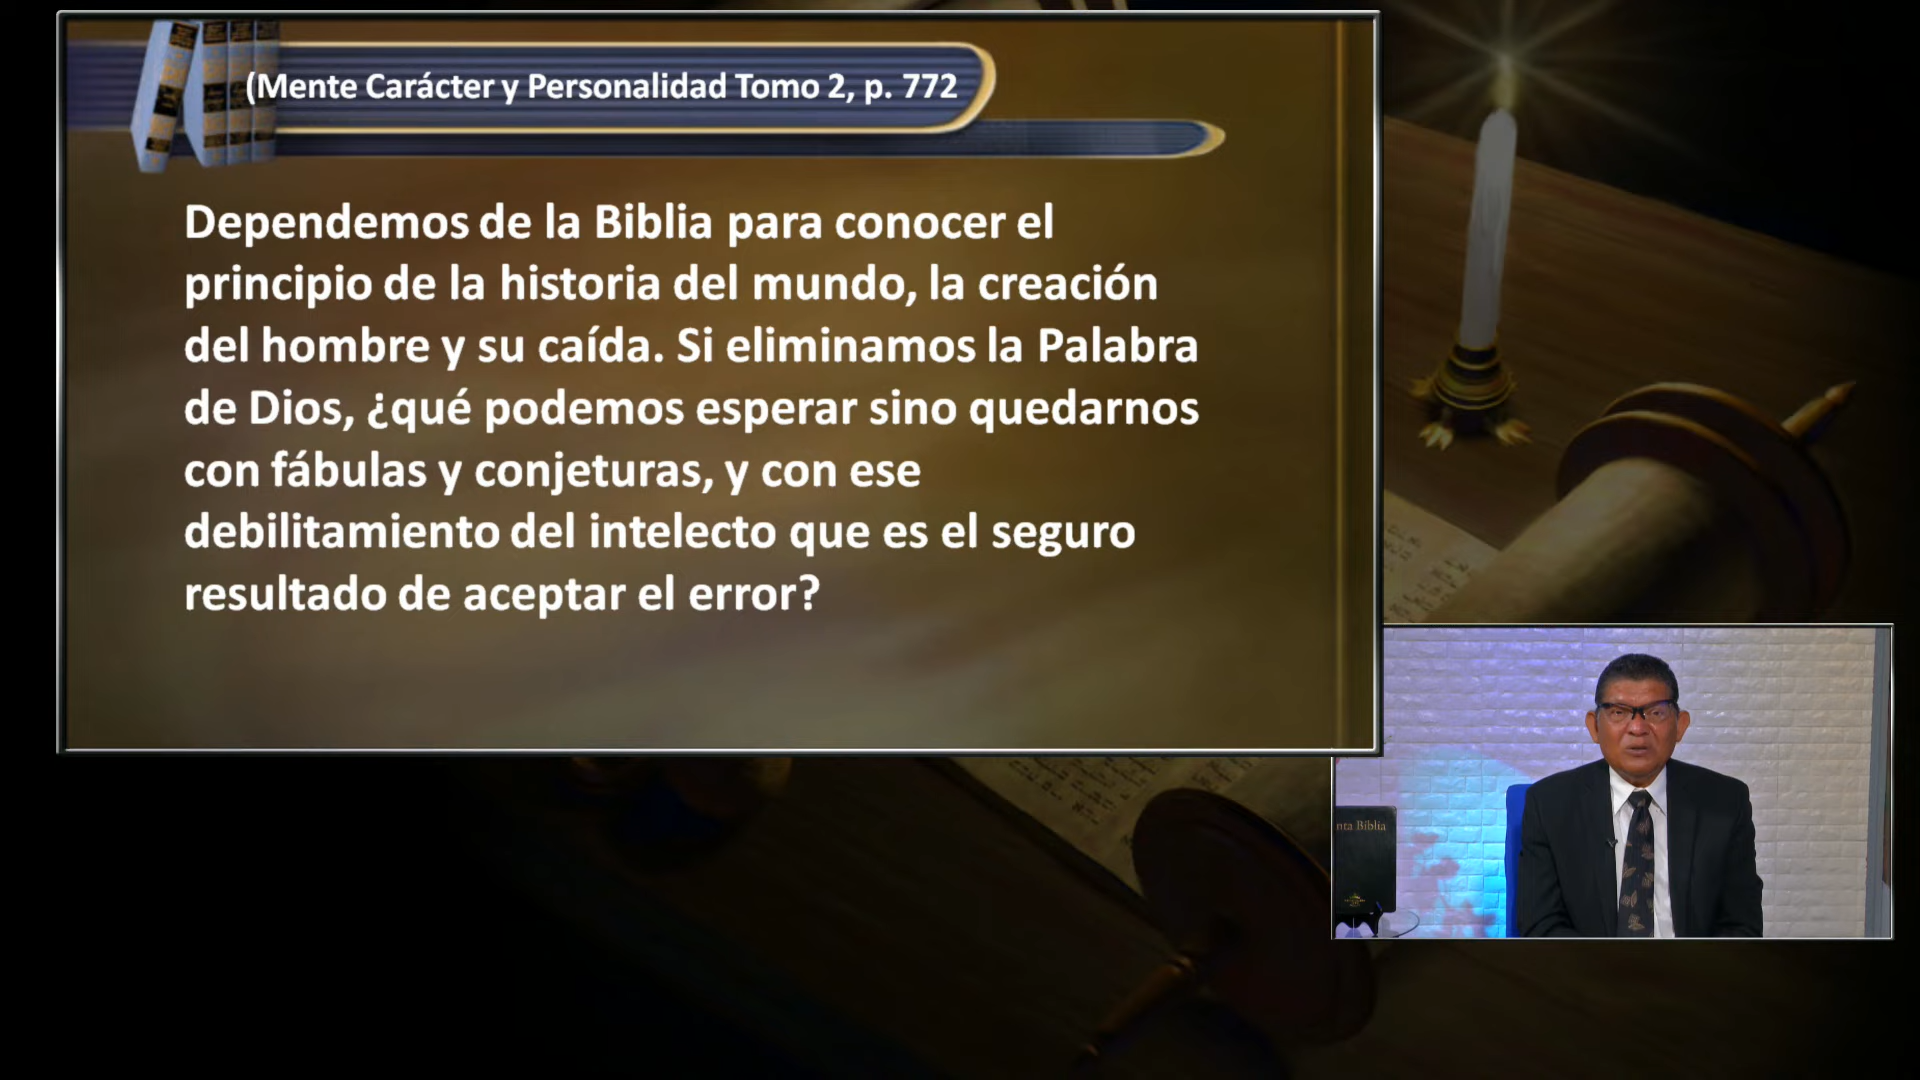 (Mente Carácter y Personalidad Tomo 2, p. 772
Dependemos de la Biblia para conocer el
principio de la historia del mundo, la creación
del hombre y su caída. Si eliminamos la Palabra
de Dios, ¿qué podemos esperar sino quedarnos
con fábulas y conjeturas, y con ese
debilitamiento del intelecto que es el seguro
resultado de aceptar el error?
nta Biblia